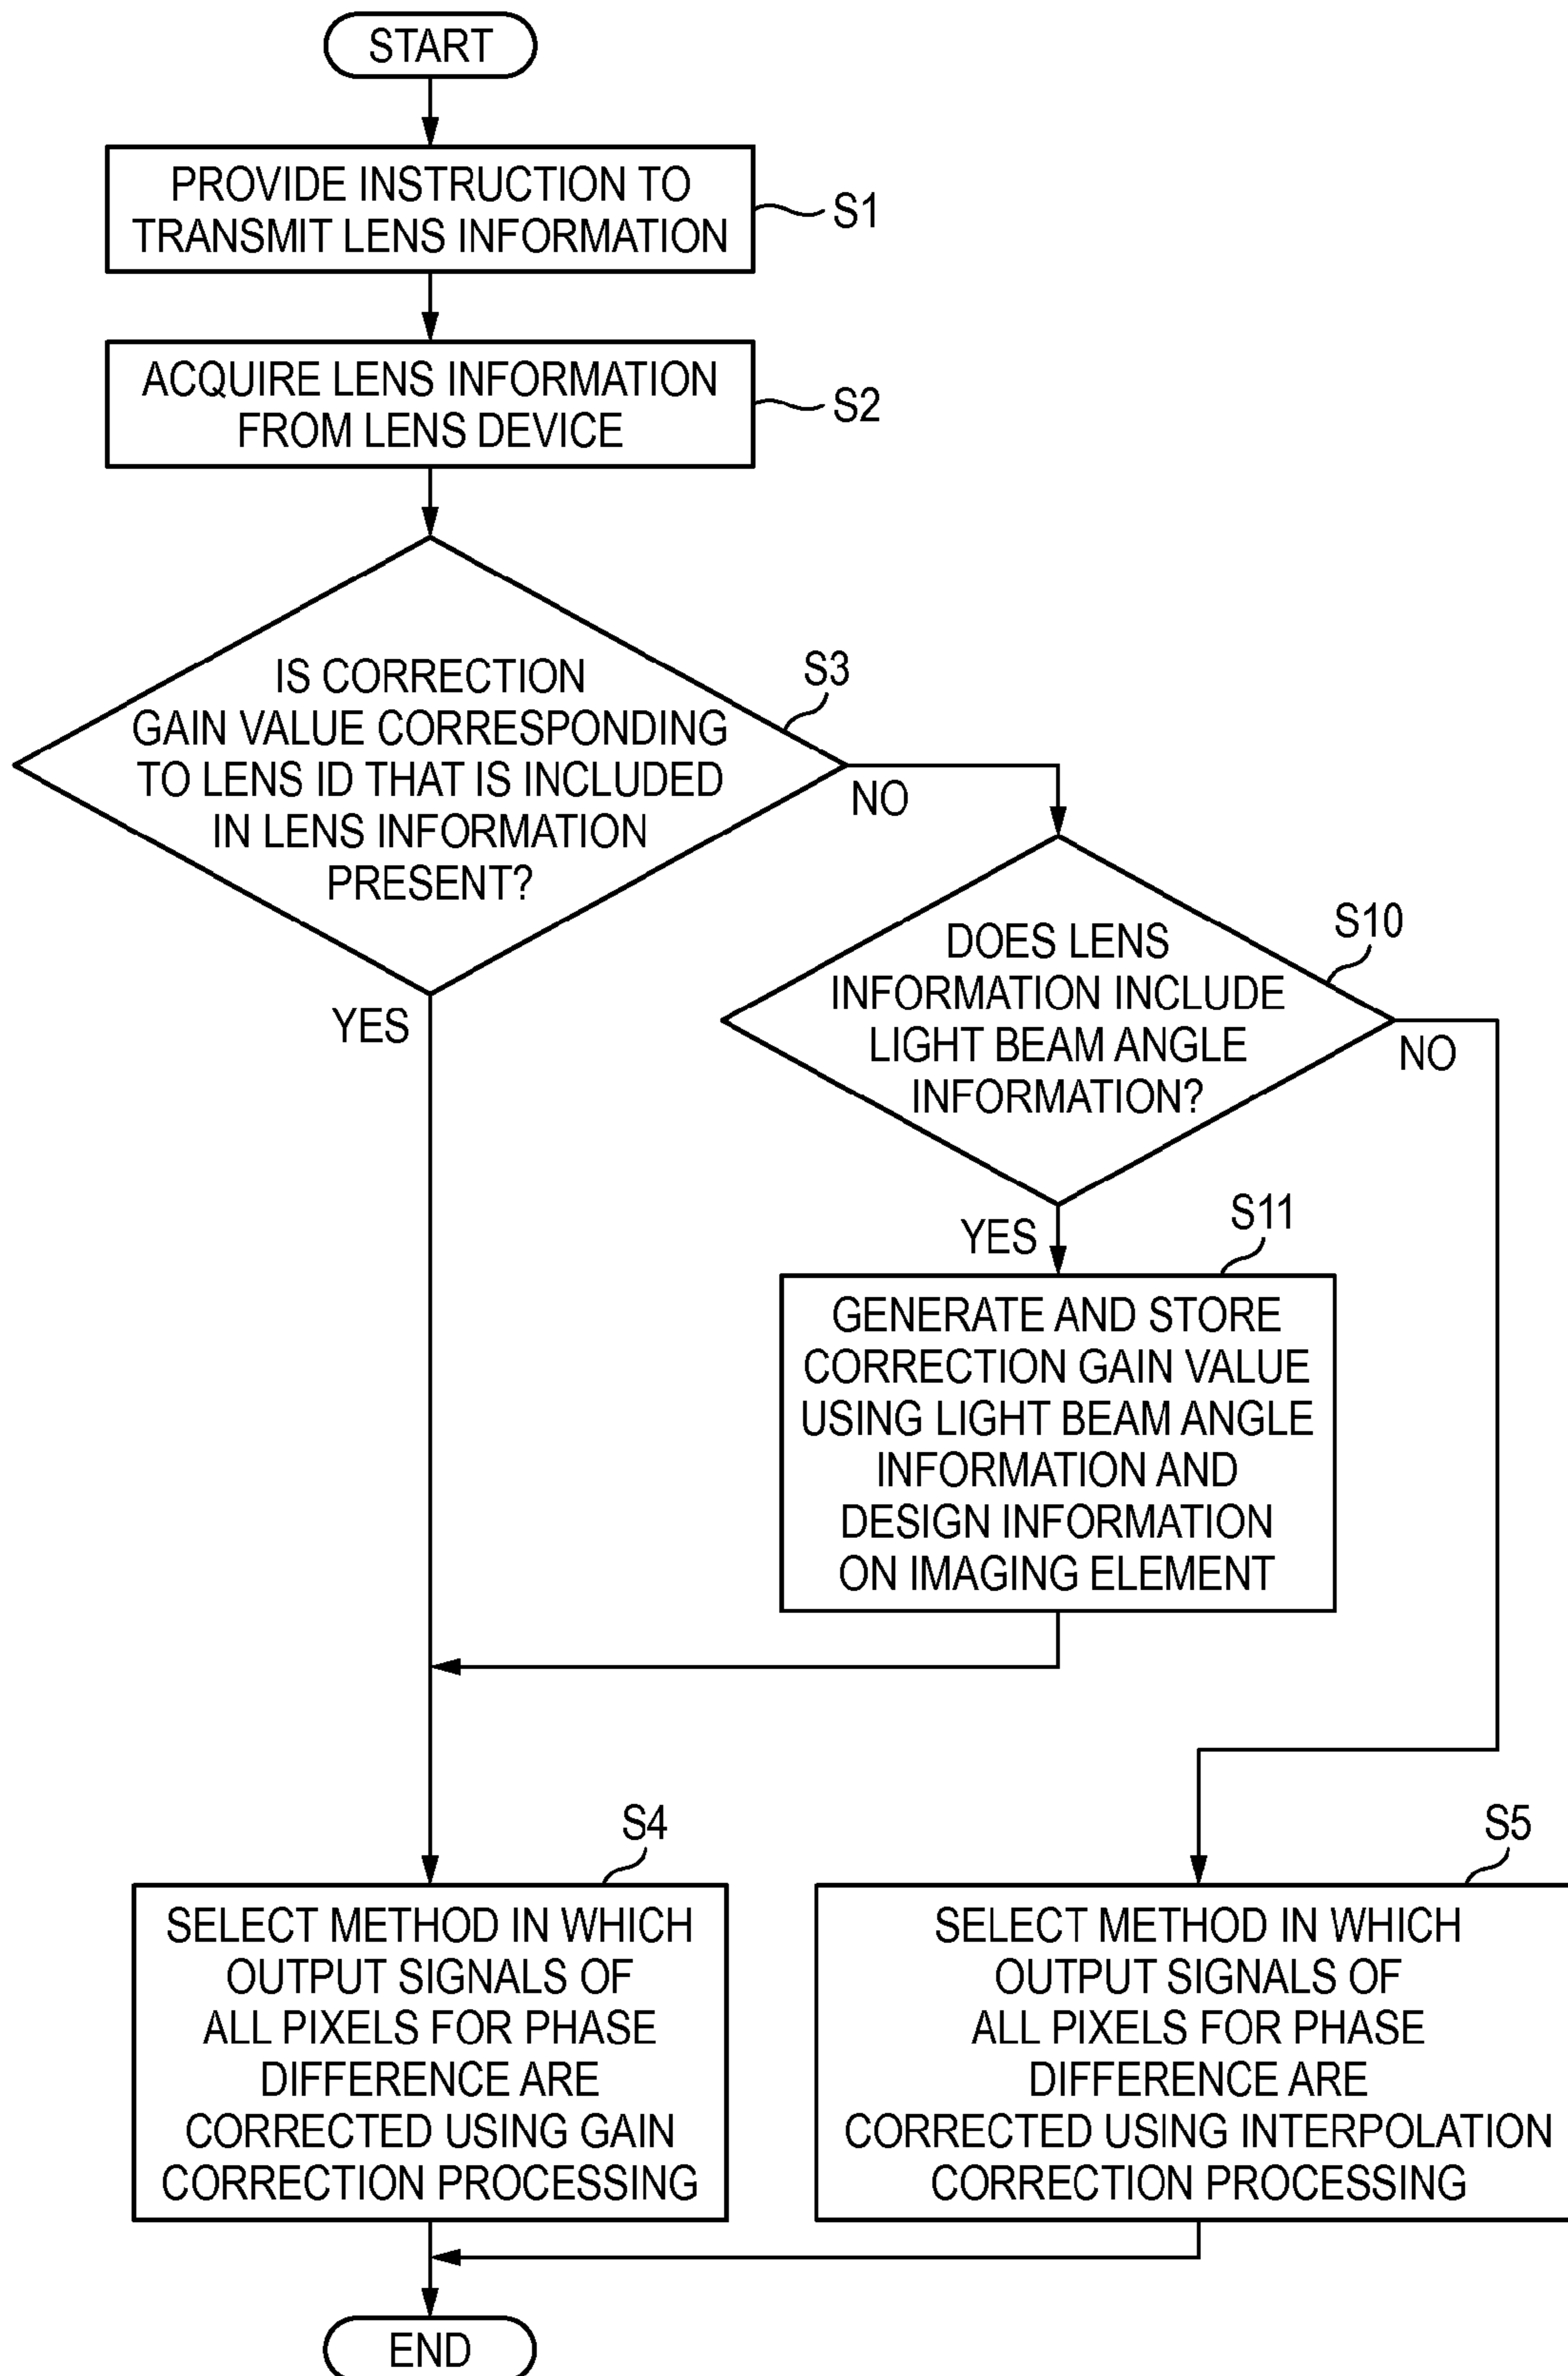 START
PROVIDE INSTRUCTION TO
TRANSMIT LENS INFORMATION
S1
ACQUIRE LENS INFORMATION
FROM LENS DEVICE
S2
IS CORRECTION
GAIN VALUE CORRESPONDING
TO LENS ID THAT IS INCLUDED
IN LENS INFORMATION
PRESENT?
S3
NO
YES
DOES LENS
INFORMATION INCLUDE
LIGHT BEAM ANGLE
INFORMATION?
S10
NO
YES
S11
GENERATE AND STORE
CORRECTION GAIN VALUE
USING LIGHT BEAM ANGLE
INFORMATION AND
DESIGN INFORMATION
ON IMAGING ELEMENT
S4
SELECT METHOD IN WHICH
OUTPUT SIGNALS OF
ALL PIXELS FOR PHASE
DIFFERENCE ARE
CORRECTED USING GAIN
CORRECTION PROCESSING
S5
SELECT METHOD IN WHICH
OUTPUT SIGNALS OF
ALL PIXELS FOR PHASE
DIFFERENCE ARE
CORRECTED USING INTERPOLATION
CORRECTION PROCESSING
END